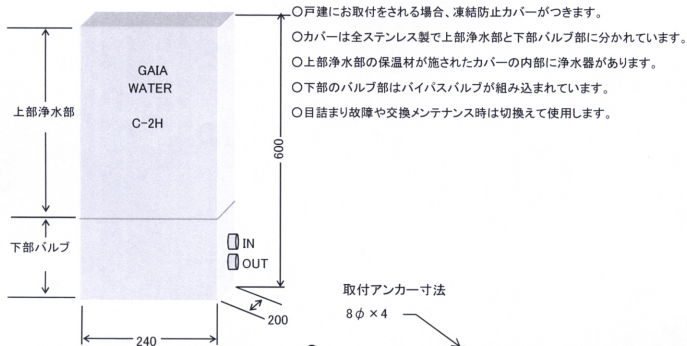 ○戸建にお取付をされる場合、凍結防止カバーがつきます。
○カバーは全ステンレス製で上部浄水部と下部バルブ部に分かれています。
○上部浄水部の保温材が施されたカバーの内部に浄水器があります。
○下部のバルブ部はバイパスバルブが組み込まれています。
○目詰まり故障や交換メンテナンス時は切換えて使用します。
GAIA
WATER
C-2H
上部浄水部
600
下部バルブ
IN
OUT
200
240
取付アンカー寸法
8φ×4